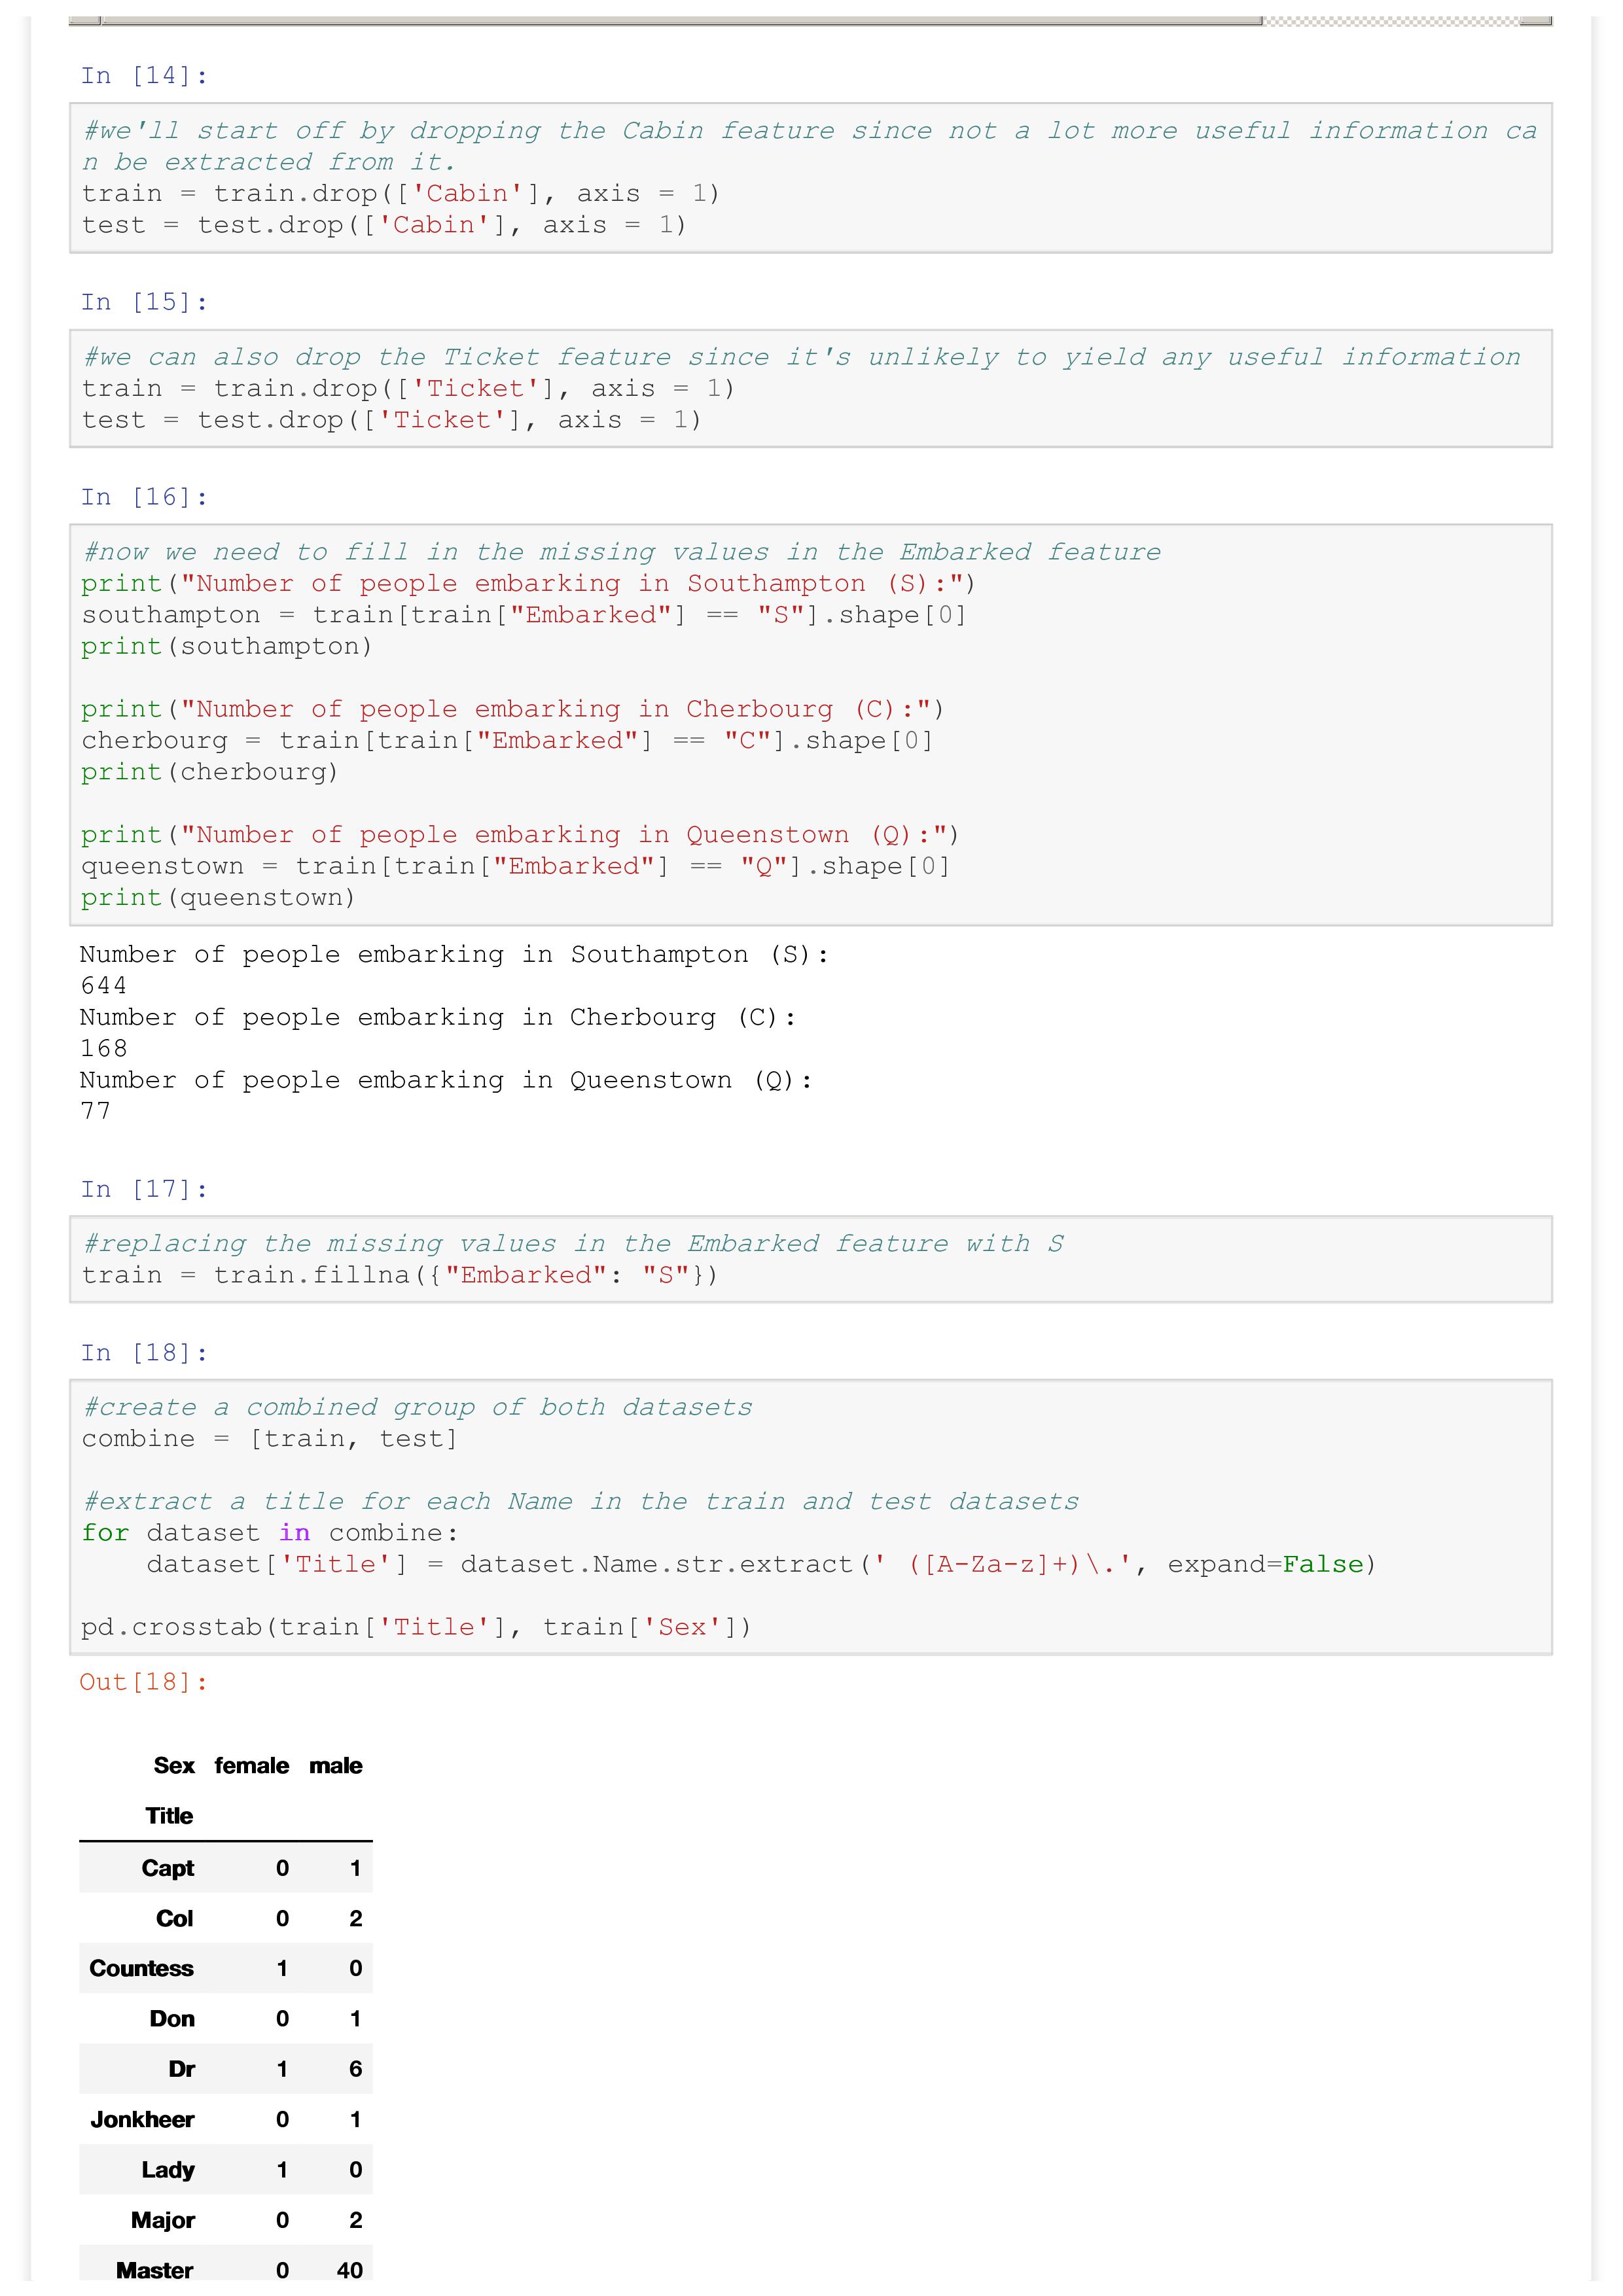 In [14]:
#we'll start off by dropping the Cabin feature since not a lot more useful information ca
n be extracted from it.
train = train.drop(['Cabin'], axis = 1)
test = test.drop(['Cabin'], axis = 1)
In [15]:
#we can also drop the Ticket feature since it's unlikely to yield any useful information
train = train.drop(['Ticket'], axis = 1)
test = test.drop(['Ticket'], axis = 1)
In [16]:
#now we need to fill in the missing values in the Embarked feature
print("Number of people embarking in Southampton (S):")
southampton = train[train["Embarked"] == "S"].shape[0]
print(southampton)
print("Number of people embarking in Cherbourg (C):")
cherbourg = train[train["Embarked"] == "C"].shape[0]
print(cherbourg)
print("Number of people embarking in Queenstown (Q):")
queenstown = train[train["Embarked"] == "Q"].shape[0]
print(queenstown)
Number of people embarking in Southampton (S):
644
Number of people embarking in Cherbourg (C):
168
Number of people embarking in Queenstown (Q):
77
In [17]:
#replacing the missing values in the Embarked feature with S
train = train.fillna({"Embarked": "S"})
In [18]:
#create a combined group of both datasets
combine = [train, test]
#extract a title for each Name in the train and test datasets
for dataset in combine:
    dataset['Title'] = dataset.Name.str.extract(' ([A-Za-z]+)\.', expand=False)
pd.crosstab(train['Title'], train['Sex'])
Out[18]:
Sex female male
Title
Capt 0 1
Col 0 2
Countess 1 0
Don 0 1
Dr 1 6
Jonkheer 0 1
Lady 1 0
Major 0 2
Master 0 40